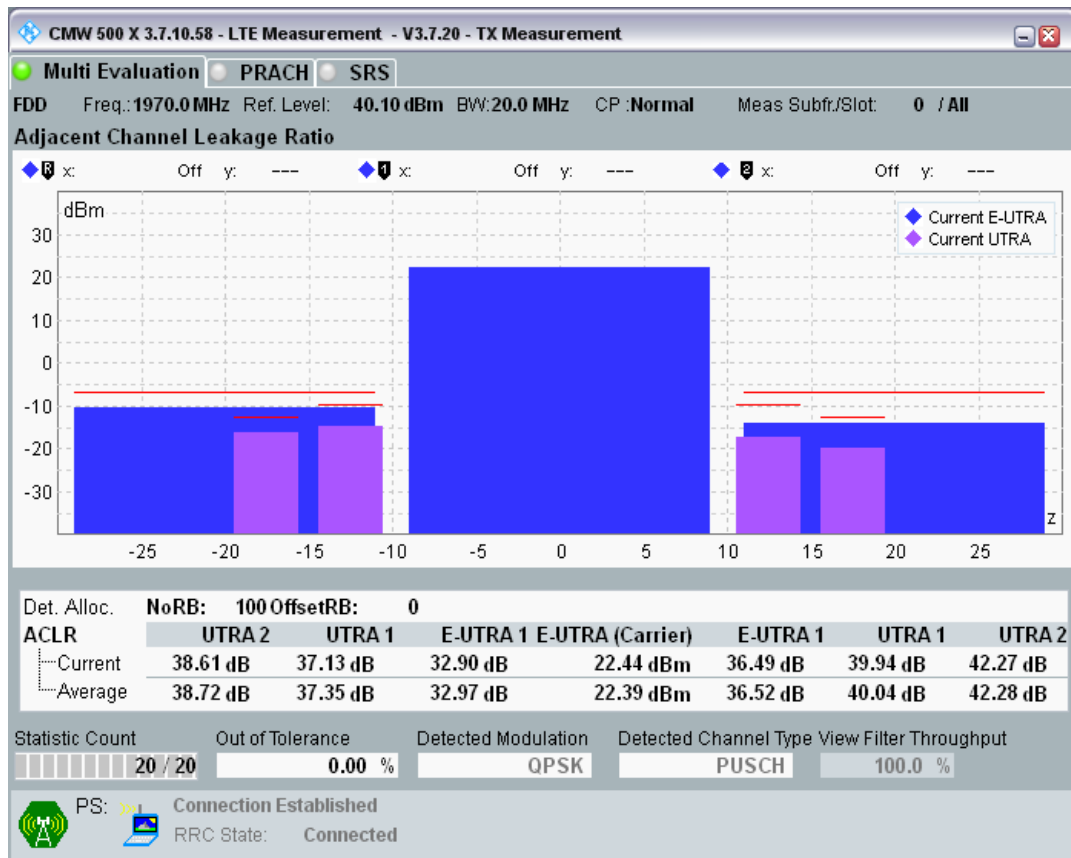 CMW 500 X 3.7.10.58 - LTE Measurement - V3.7.20 - TX Measurement
Multi Evaluation PRACH SRS
FDD Freq.:1970.0 MHz Ref. Level: 40.10 dBm BW:20.0 MHz CP :Normal Meas Subfr./Slot: 0 / All
Adjacent Channel Leakage Ratio
R x: Off y: --- 1 x: Off y: --- 2 x: Off y: ---
dBm
Current E-UTRA
Current UTRA
30
20
10
0
-10
-20
-30
z
-25 -20 -15 -10 -5 0 5 10 15 20 25
Det. Alloc. NoRB: 100 OffsetRB: 0
ACLR UTRA 2 UTRA 1 E-UTRA 1 E-UTRA (Carrier) E-UTRA 1 UTRA 1 UTRA 2
Current 38.61 dB 37.13 dB 32.90 dB 22.44 dBm 36.49 dB 39.94 dB 42.27 dB
Average 38.72 dB 37.35 dB 32.97 dB 22.39 dBm 36.52 dB 40.04 dB 42.28 dB
Statistic Count Out of Tolerance Detected Modulation Detected Channel Type View Filter Throughput
20 / 20 0.00 % QPSK PUSCH 100.0 %
PS: Connection Established
RRC State: Connected